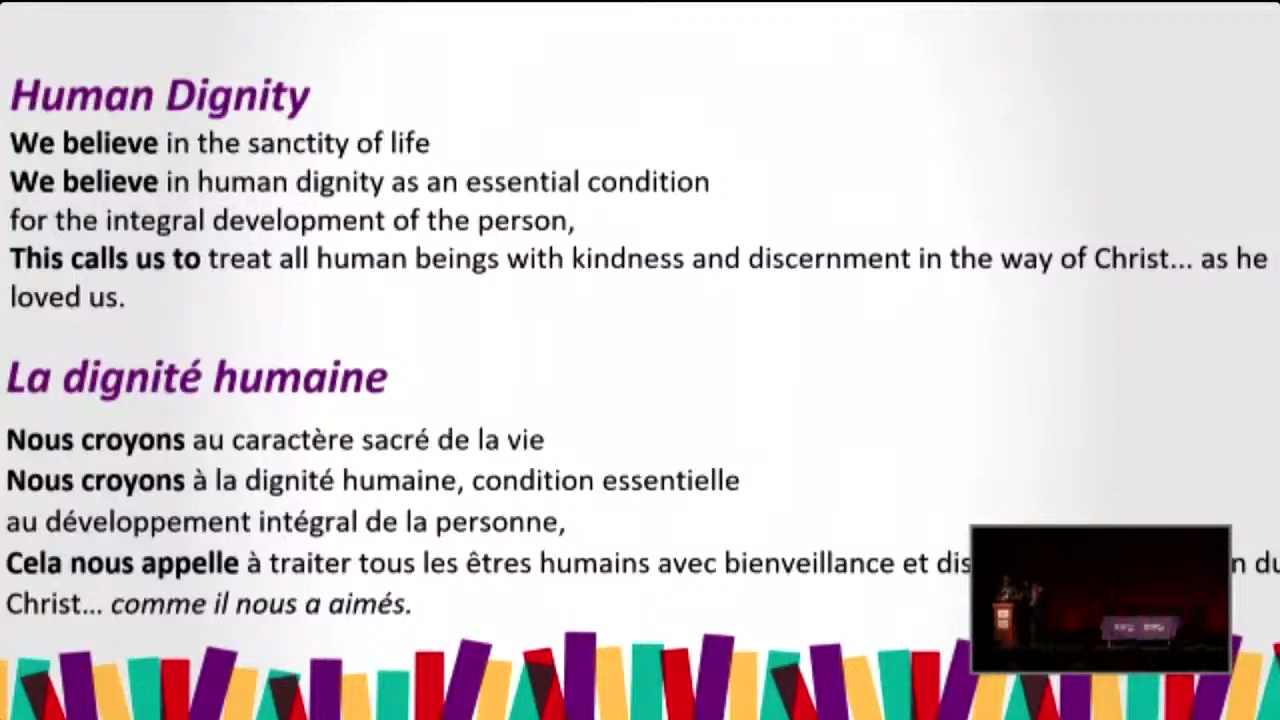 Human Dignity
We believe in the sanctity of life
We believe in human dignity as an essential condition
for the integral development of the person,
This calls us to treat all human beings with kindness and discernment in the way of Christ... as he
loved us.
La dignité humaine
Nous croyons au caractère sacré de la vie
Nous croyons à la dignité humaine, condition essentielle
au développement intégral de la personne,
Cela nous appelle à traiter tous les êtres humains avec bienveillance et
Christ... comme il nous a aimés.